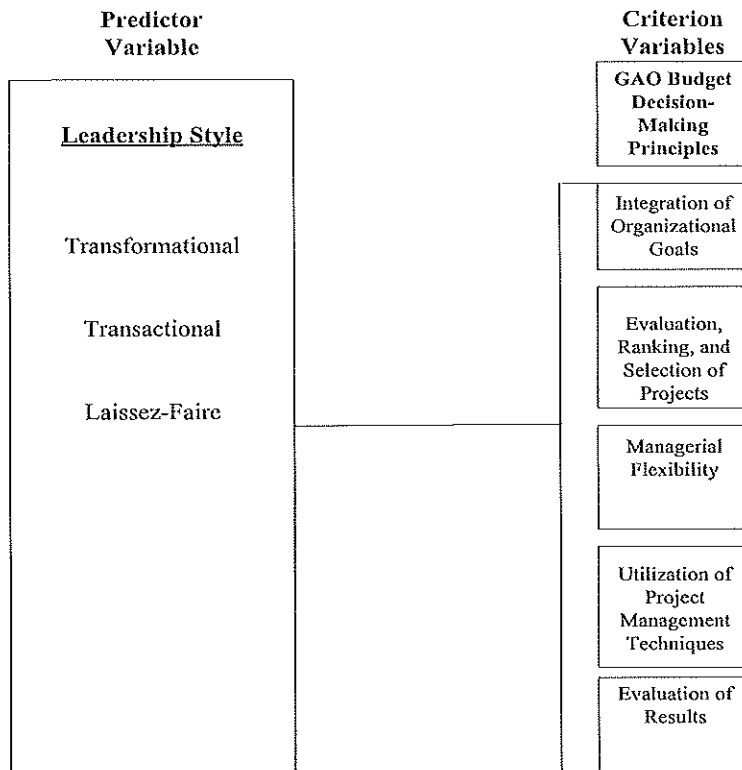 Predictor
Variable
Leadership Style
Transformational
Transactional
Laissez-Faire
Criterion
Variables
GAO Budget
Decision-
Making
Principles
Integration of
Organizational
Goals
Evaluation,
Ranking, and
Selection of
Projects
Managerial
Flexibility
Utilization of
Project
Management
Techniques
Evaluation of
Results